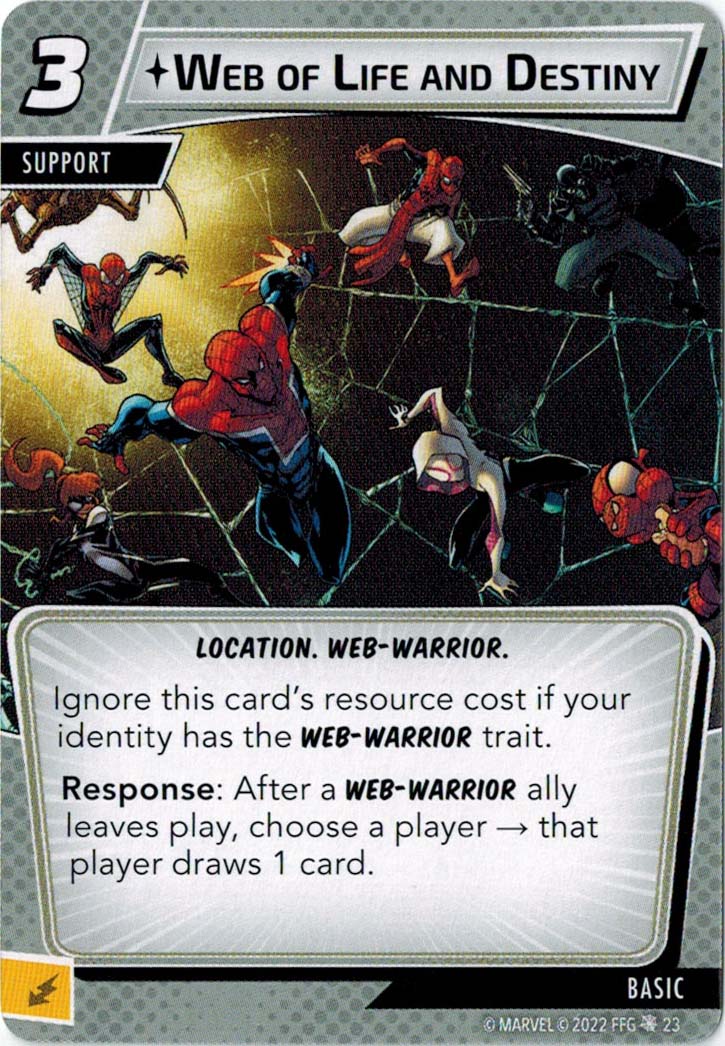 3
WEB OF LIFE AND DESTINY
SUPPORT
LOCATION. WEB-WARRIOR.
Ignore this card's resource cost if your
identity has the WEB-WARRIOR trait.
Response: After a WEB-WARRIOR ally
leaves play, choose a player → that
player draws 1 card.
BASIC
© MARVEL © 2022 FFG 23